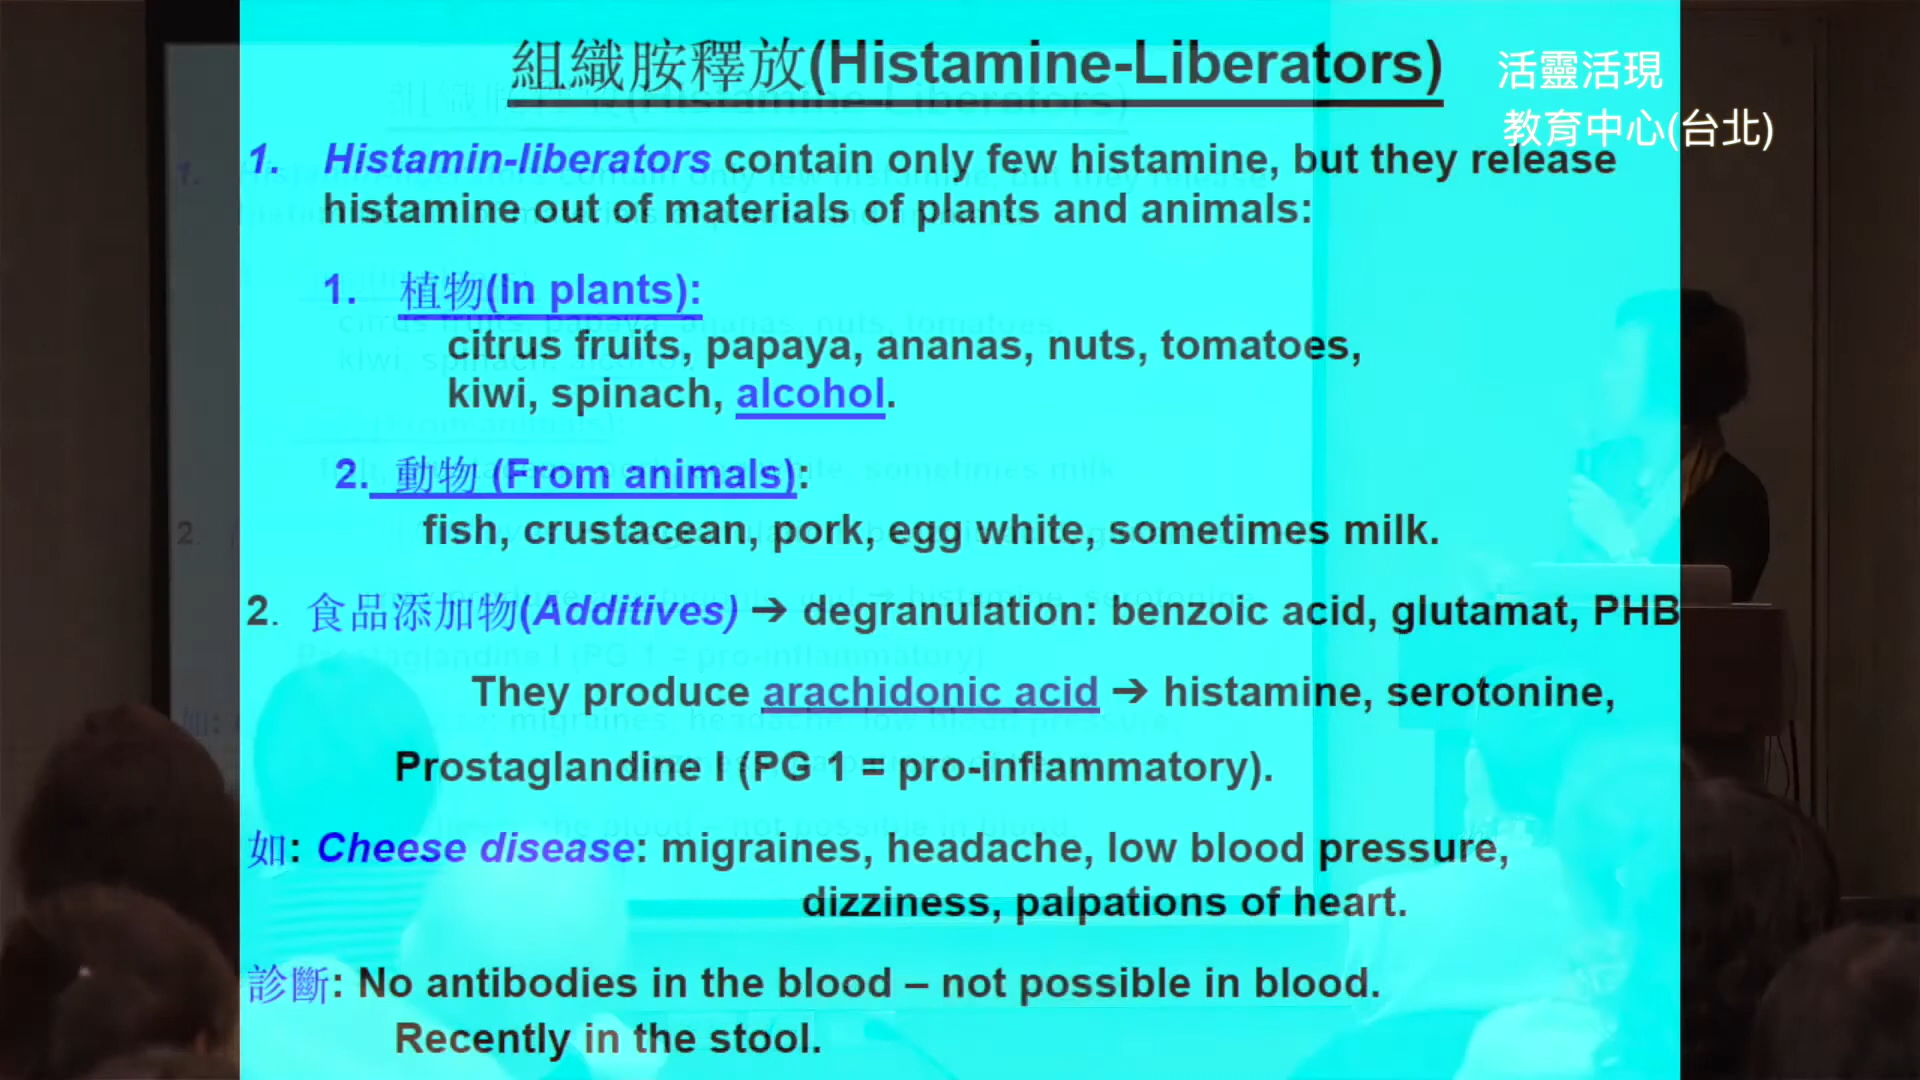 組織胺釋放(Histamine-Liberators)
活靈活現
教育中心(台北)
1. Histamin-liberators contain only few histamine, but they release
histamine out of materials of plants and animals:
1. 植物(In plants):
citrus fruits, papaya, ananas, nuts, tomatoes,
kiwi, spinach, alcohol.
2. 動物 (From animals):
fish, crustacean, pork, egg white, sometimes milk.
2. 食品添加物(Additives) → degranulation: benzoic acid, glutamat, PHB
They produce arachidonic acid → histamine, serotonine,
Prostaglandine I (PG 1 = pro-inflammatory).
如: Cheese disease: migraines, headache, low blood pressure,
dizziness, palpations of heart.
診斷: No antibodies in the blood – not possible in blood.
Recently in the stool.